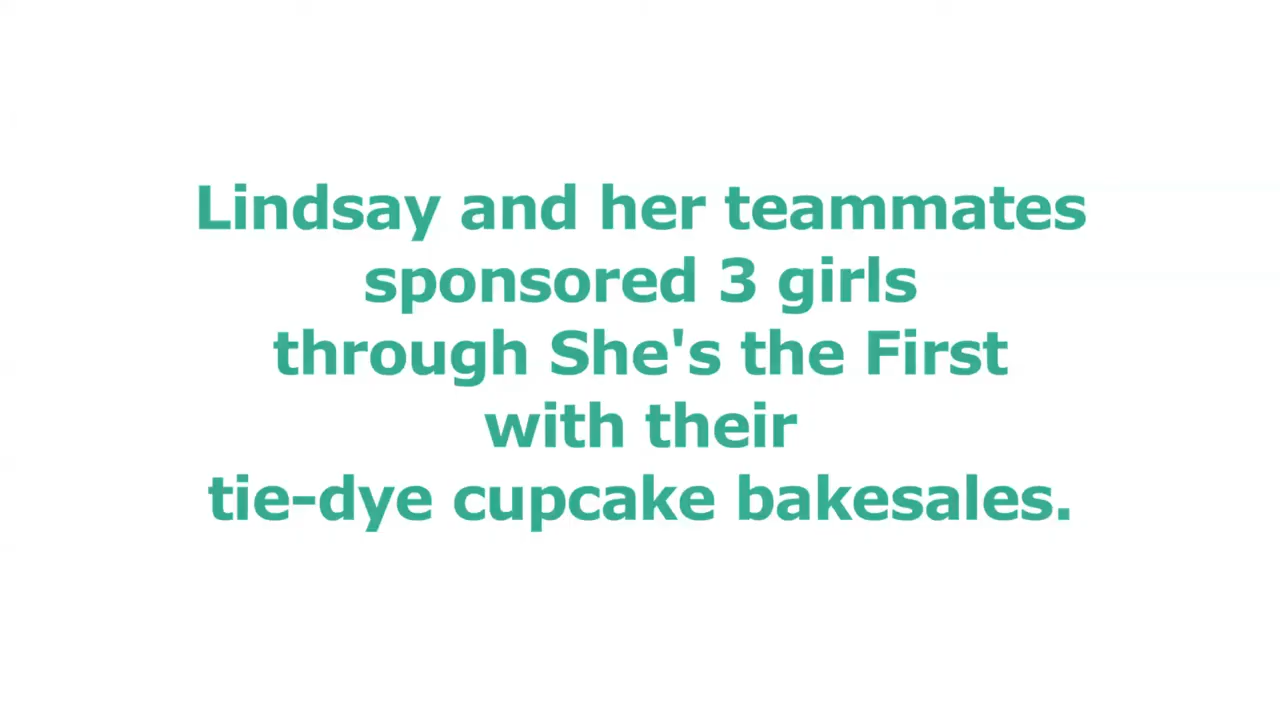 Lindsay and her teammates
sponsored 3 girls
through She's the First
with their
tie-dye cupcake bakesales.